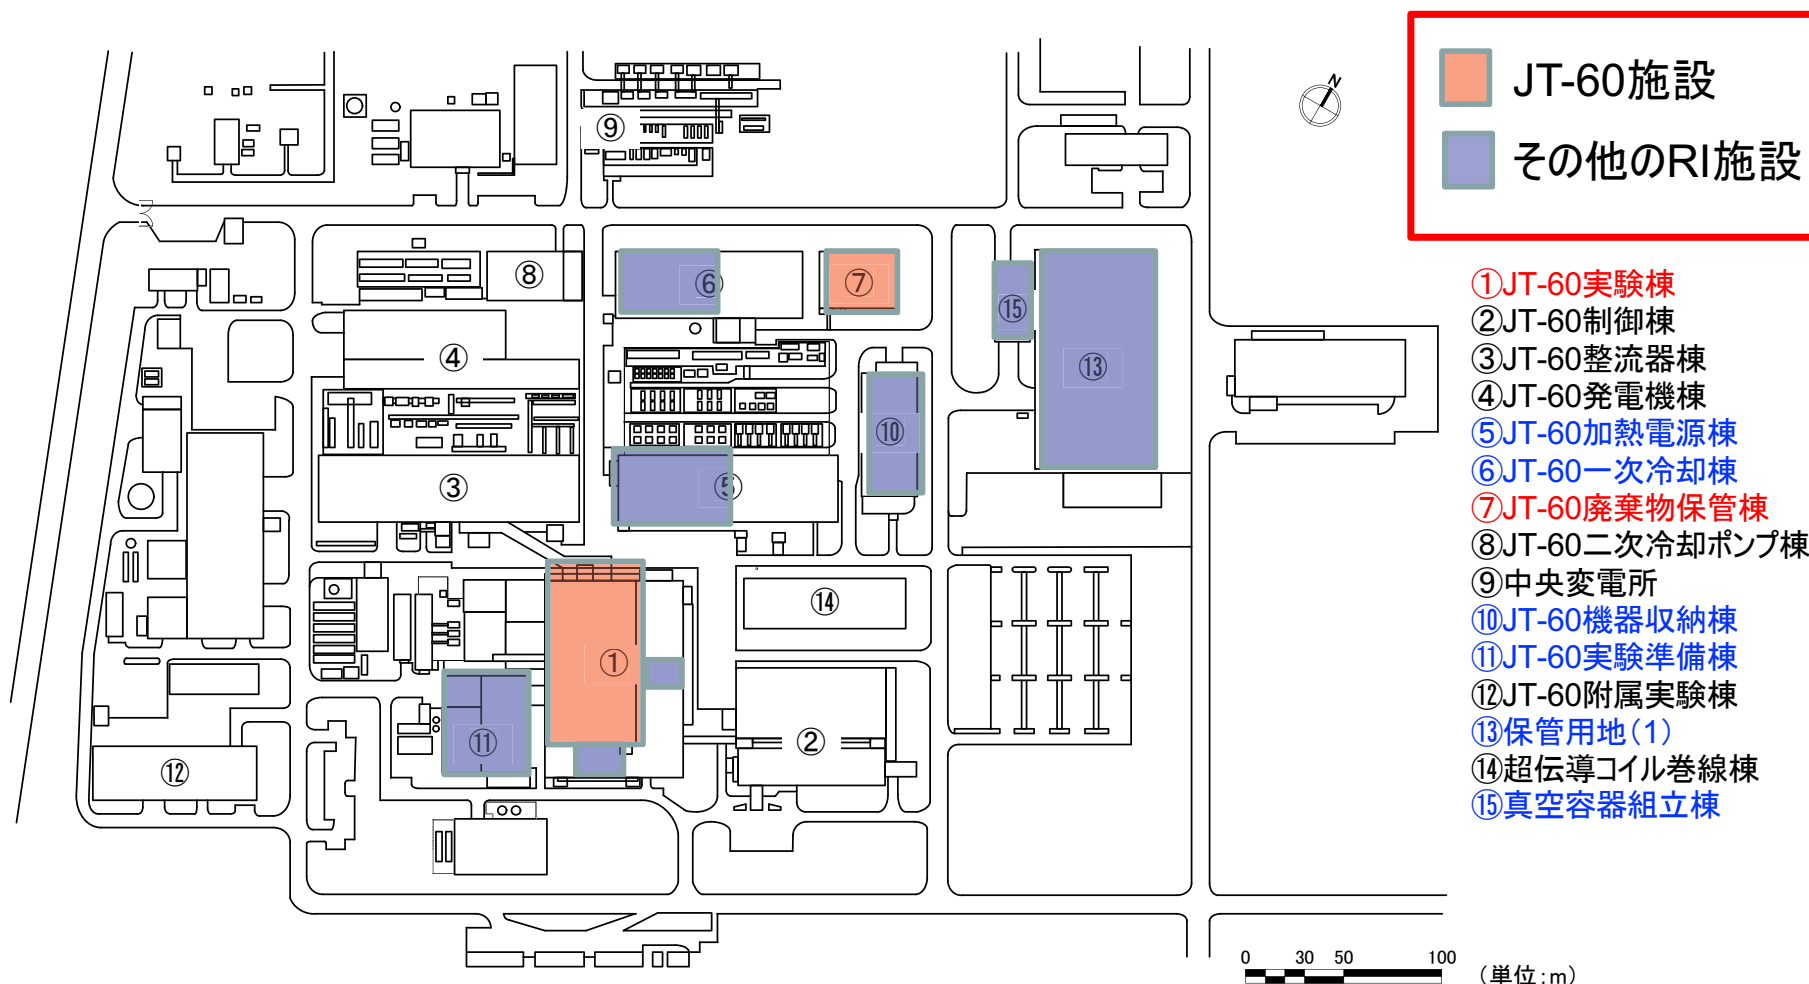 JT-60施設
その他のRI施設
N
⑨
⑧
⑥
⑦
⑮
④
⑬
⑩
③
⑤
⑭
①
⑪
②
⑫
①JT-60実験棟
②JT-60制御棟
③JT-60整流器棟
④JT-60発電機棟
⑤JT-60加熱電源棟
⑥JT-60一次冷却棟
⑦JT-60廃棄物保管棟
⑧JT-60二次冷却ポンプ棟
⑨中央変電所
⑩JT-60機器収納棟
⑪JT-60実験準備棟
⑫JT-60附属実験棟
⑬保管用地(1)
⑭超伝導コイル巻線棟
⑮真空容器組立棟
0 30 50 100
(単位:m)